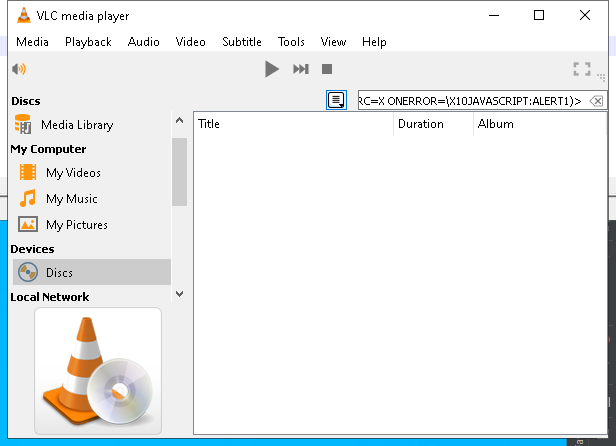 VLC media player
Media Playback Audio Video Subtitle Tools View Help
Discs
RC=X ONERROR=\X10JAVASCRIPT:ALERT1)>
Media Library
Title Duration Album
My Computer
My Videos
My Music
My Pictures
Devices
Discs
Local Network